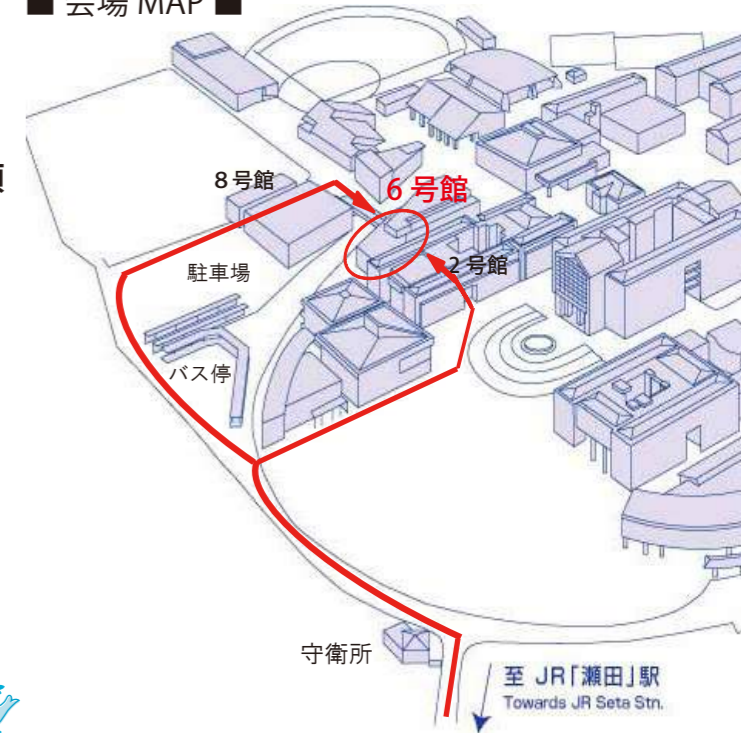 ■ 会場 MAP ■
8号館
6 号館
2 号館
駐車場
バス停
守衛所
至 JR「瀬田」駅
Towards JR Seta Stn.